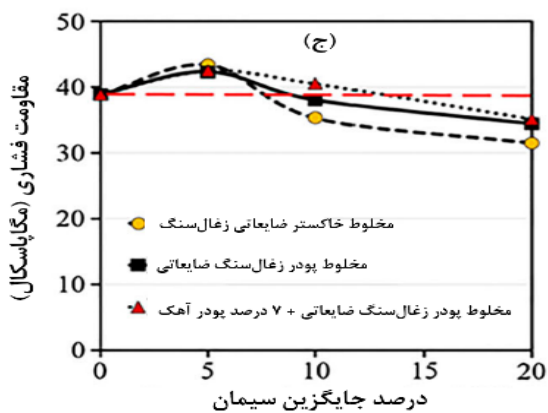 (ج)
مقاومت فشاری (مگاپاسکال)
50
40
30
20
10
0
مخلوط خاکستر ضایعاتی زغال‌سنگ
مخلوط پودر زغال‌سنگ ضایعاتی
مخلوط پودر زغال‌سنگ ضایعاتی + ۷ درصد پودر آهک
0 5 10 15 20
درصد جایگزین سیمان